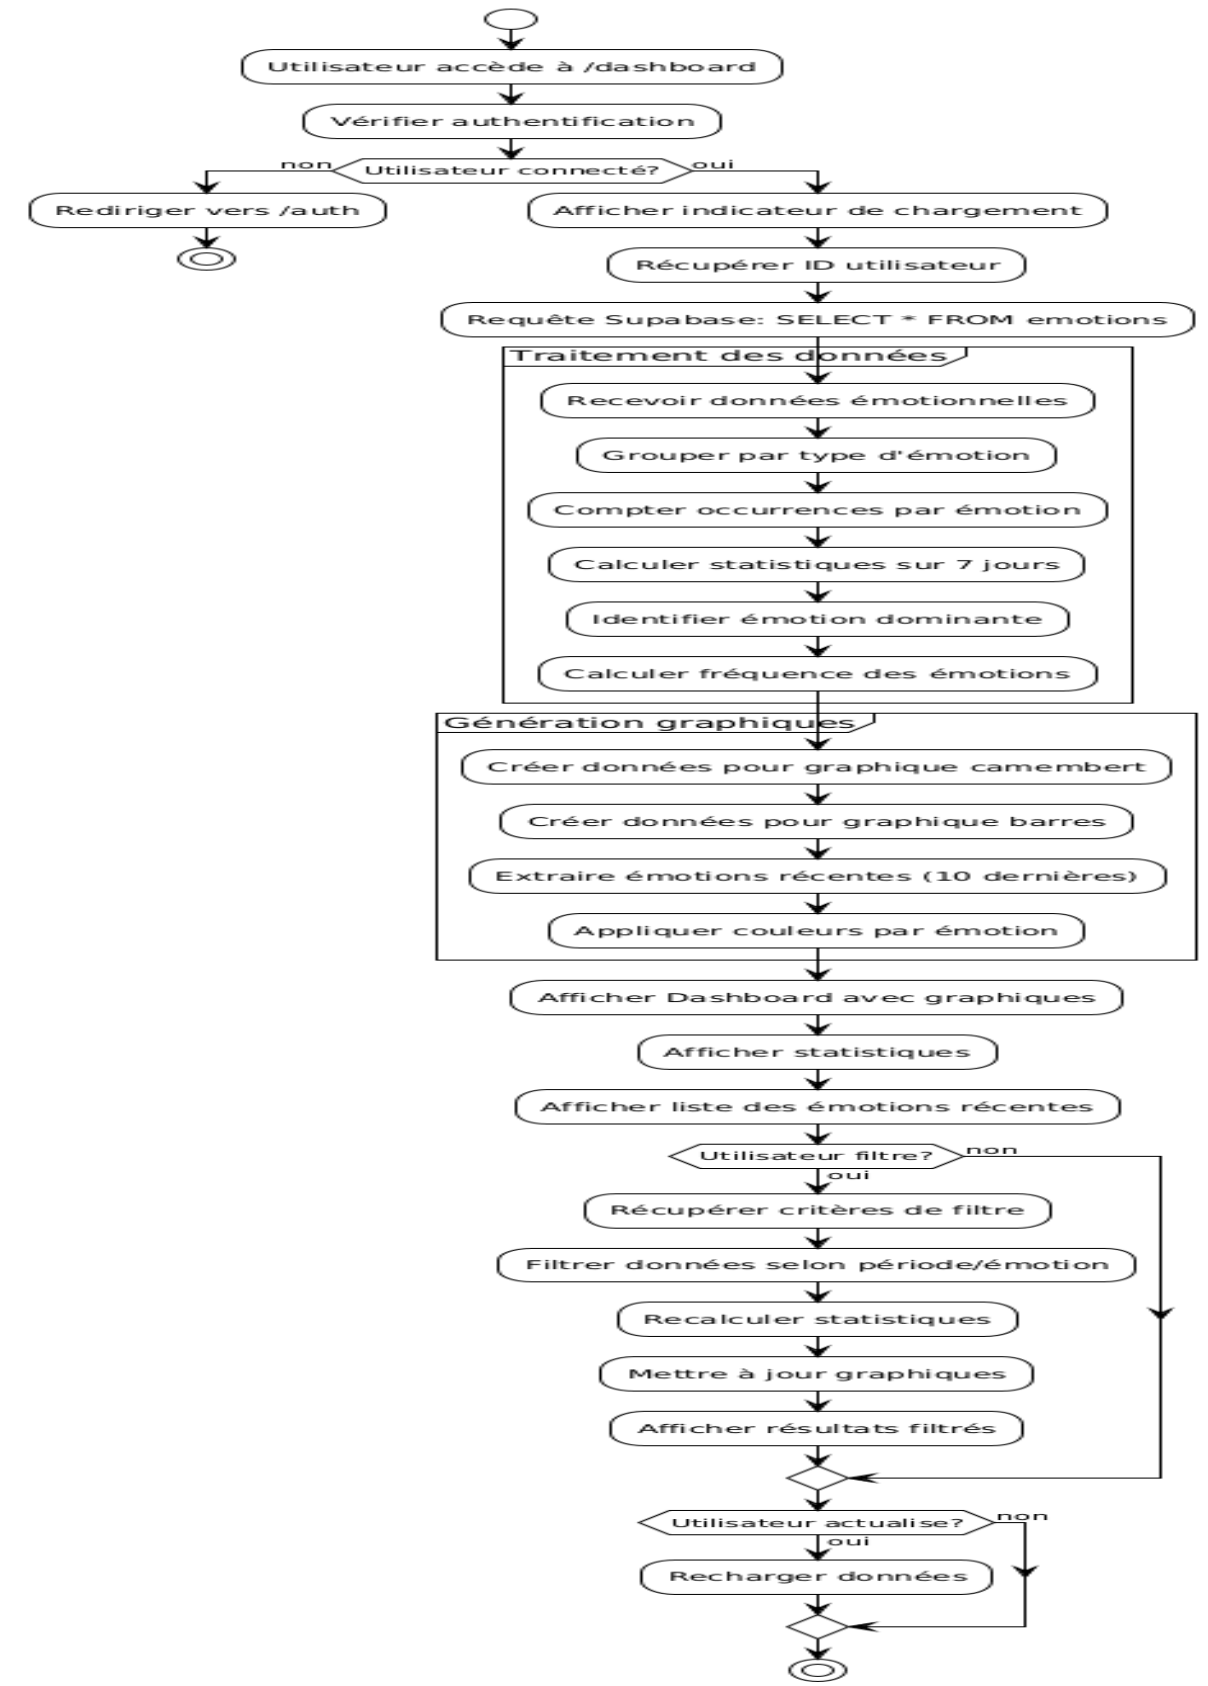 Utilisateur accède à /dashboard
Vérifier authentification
non
Utilisateur connecté?
oui
Rediriger vers /auth
Afficher indicateur de chargement
Récupérer ID utilisateur
Requête Supabase: SELECT * FROM emotions
Traitement des données
Recevoir données émotionnelles
Grouper par type d'émotion
Compter occurrences par émotion
Calculer statistiques sur 7 jours
Identifier émotion dominante
Calculer fréquence des émotions
Génération graphiques
Créer données pour graphique camembert
Créer données pour graphique barres
Extraire émotions récentes (10 dernières)
Appliquer couleurs par émotion
Afficher Dashboard avec graphiques
Afficher statistiques
Afficher liste des émotions récentes
Utilisateur filtre?
non
oui
Récupérer critères de filtre
Filtrer données selon période/émotion
Recalculer statistiques
Mettre à jour graphiques
Afficher résultats filtrés
Utilisateur actualise?
non
oui
Recharger données